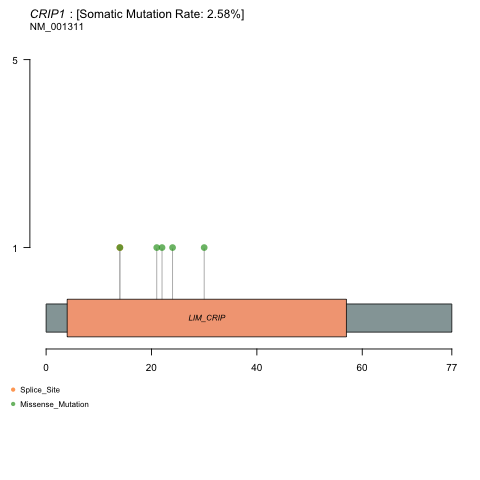 CRIP1 : [Somatic Mutation Rate: 2.58%]
NM_001311
5
1
LIM_CRIP
0 20 40 60 77
Splice_Site
Missense_Mutation